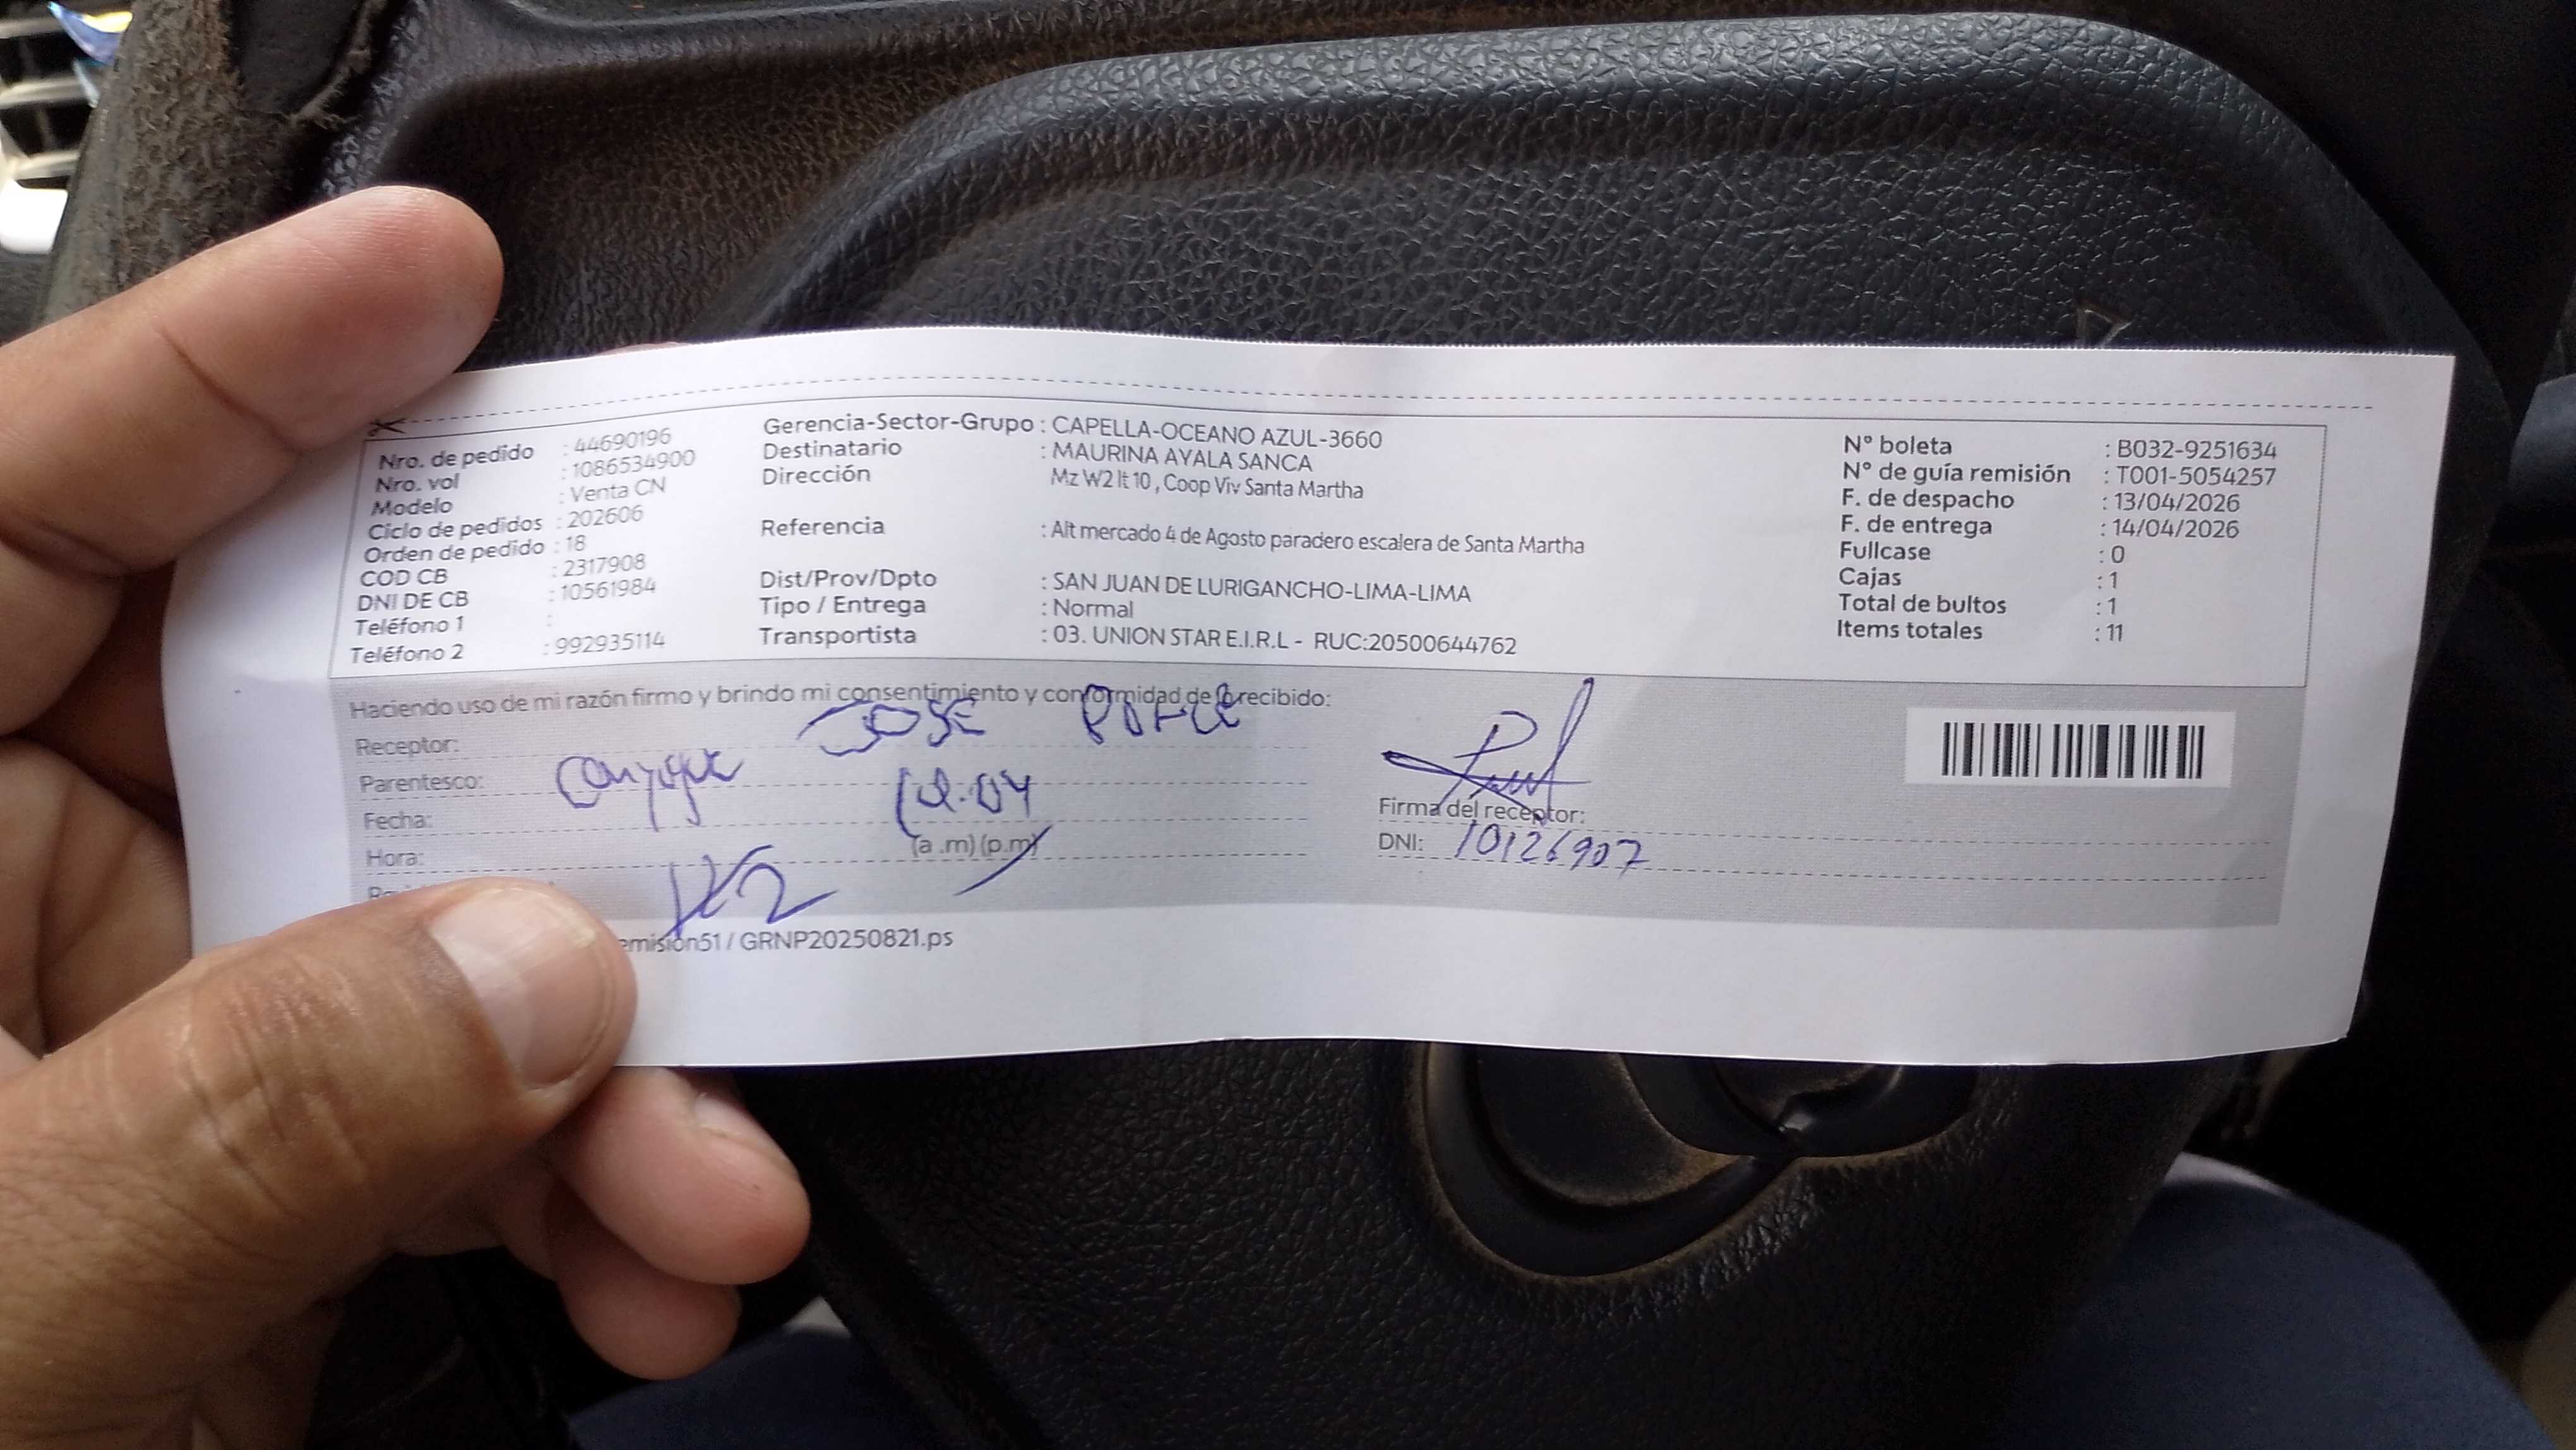 Nro. de pedido : 44690196
Nro. vol : 1086534900
Modelo : Venta CN
Ciclo de pedidos : 202606
Orden de pedido : 18
COD CB : 2317908
DNI DE CB : 10561984
Teléfono 1 :
Teléfono 2 : 992935114
Gerencia-Sector-Grupo : CAPELLA-OCEANO AZUL-3660
Destinatario : MAURINA AYALA SANCA
Dirección Mz W2 lt 10 , Coop Viv Santa Martha
Referencia : Alt mercado 4 de Agosto paradero escalera de Santa Martha
Dist/Prov/Dpto : SAN JUAN DE LURIGANCHO-LIMA-LIMA
Tipo / Entrega : Normal
Transportista : 03. UNION STAR E.I.R.L - RUC:20500644762
N° boleta : B032-9251634
N° de guía remisión : T001-5054257
F. de despacho : 13/04/2026
F. de entrega : 14/04/2026
Fullcase : 0
Cajas : 1
Total de bultos : 1
Items totales : 11
Haciendo uso de mi razón firmo y brindo mi consentimiento y conformidad de lo recibido:
Receptor: JOSE
Parentesco: Conyque
Fecha:
Hora: (a .m) (p.m)
Firma del receptor:
DNI: 10126907
emisión51 / GRNP20250821.ps